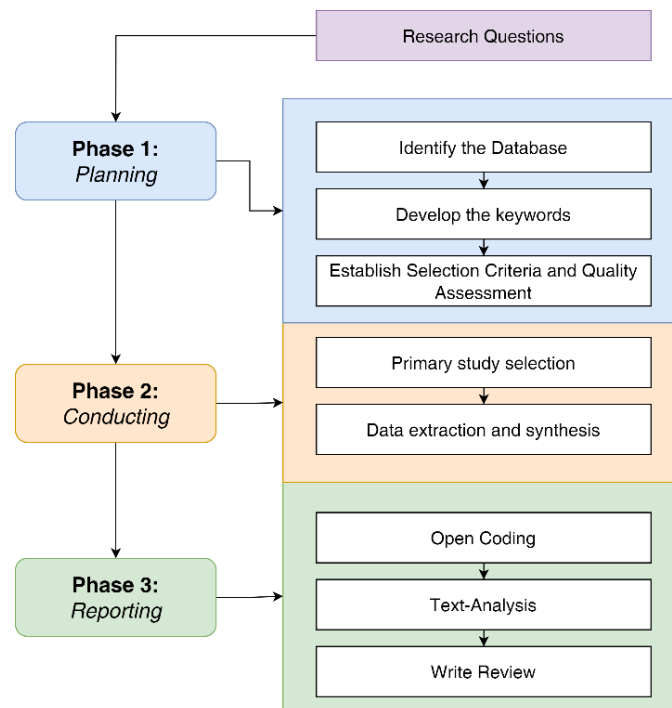 Research Questions
Phase 1:
Planning
Identify the Database
Develop the keywords
Establish Selection Criteria and Quality
Assessment
Phase 2:
Conducting
Primary study selection
Data extraction and synthesis
Phase 3:
Reporting
Open Coding
Text-Analysis
Write Review